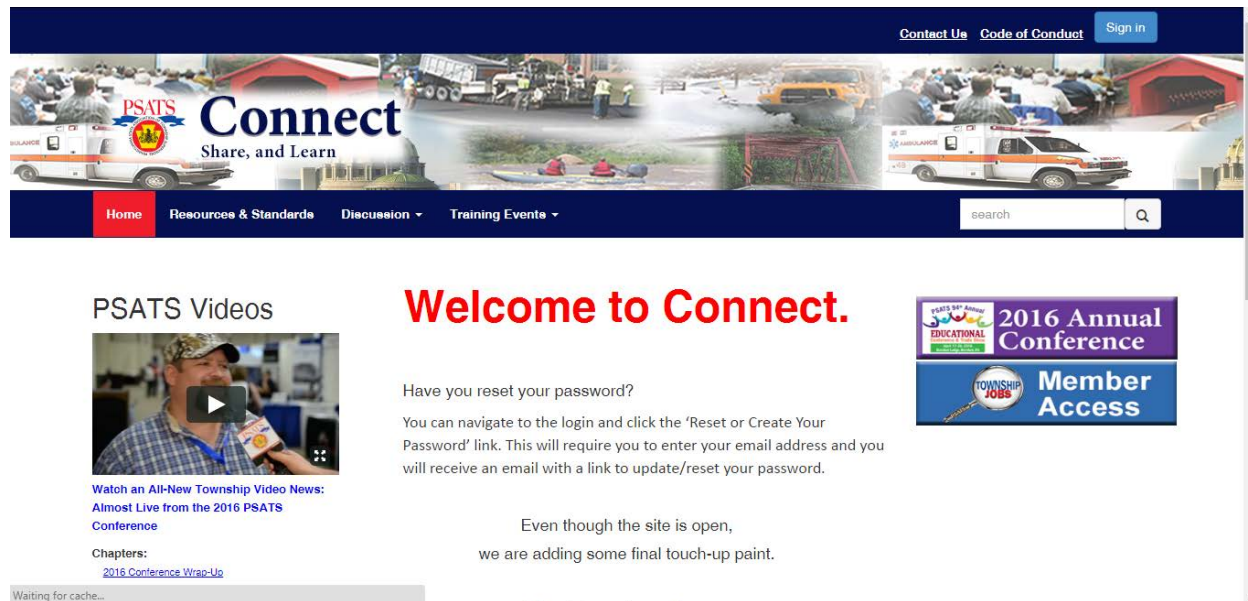 Contact Us Code of Conduct Sign in
PSATS
Connect
Share, and Learn
AMBULANCE
Home Resources & Standards Discussion Training Events search
PSATS Videos
Watch an All-New Township Video News:
Almost Live from the 2016 PSATS
Conference
Chapters:
2016 Conference Wrap-Up
Welcome to Connect.
Have you reset your password?
You can navigate to the login and click the ‘Reset or Create Your
Password’ link. This will require you to enter your email address and you
will receive an email with a link to update/reset your password.
Even though the site is open,
we are adding some final touch-up paint.
PSATS 94th Annual
EDUCATIONAL
2016 Annual
Conference
TOWNSHIP
JOBS
Member
Access
Waiting for cache...